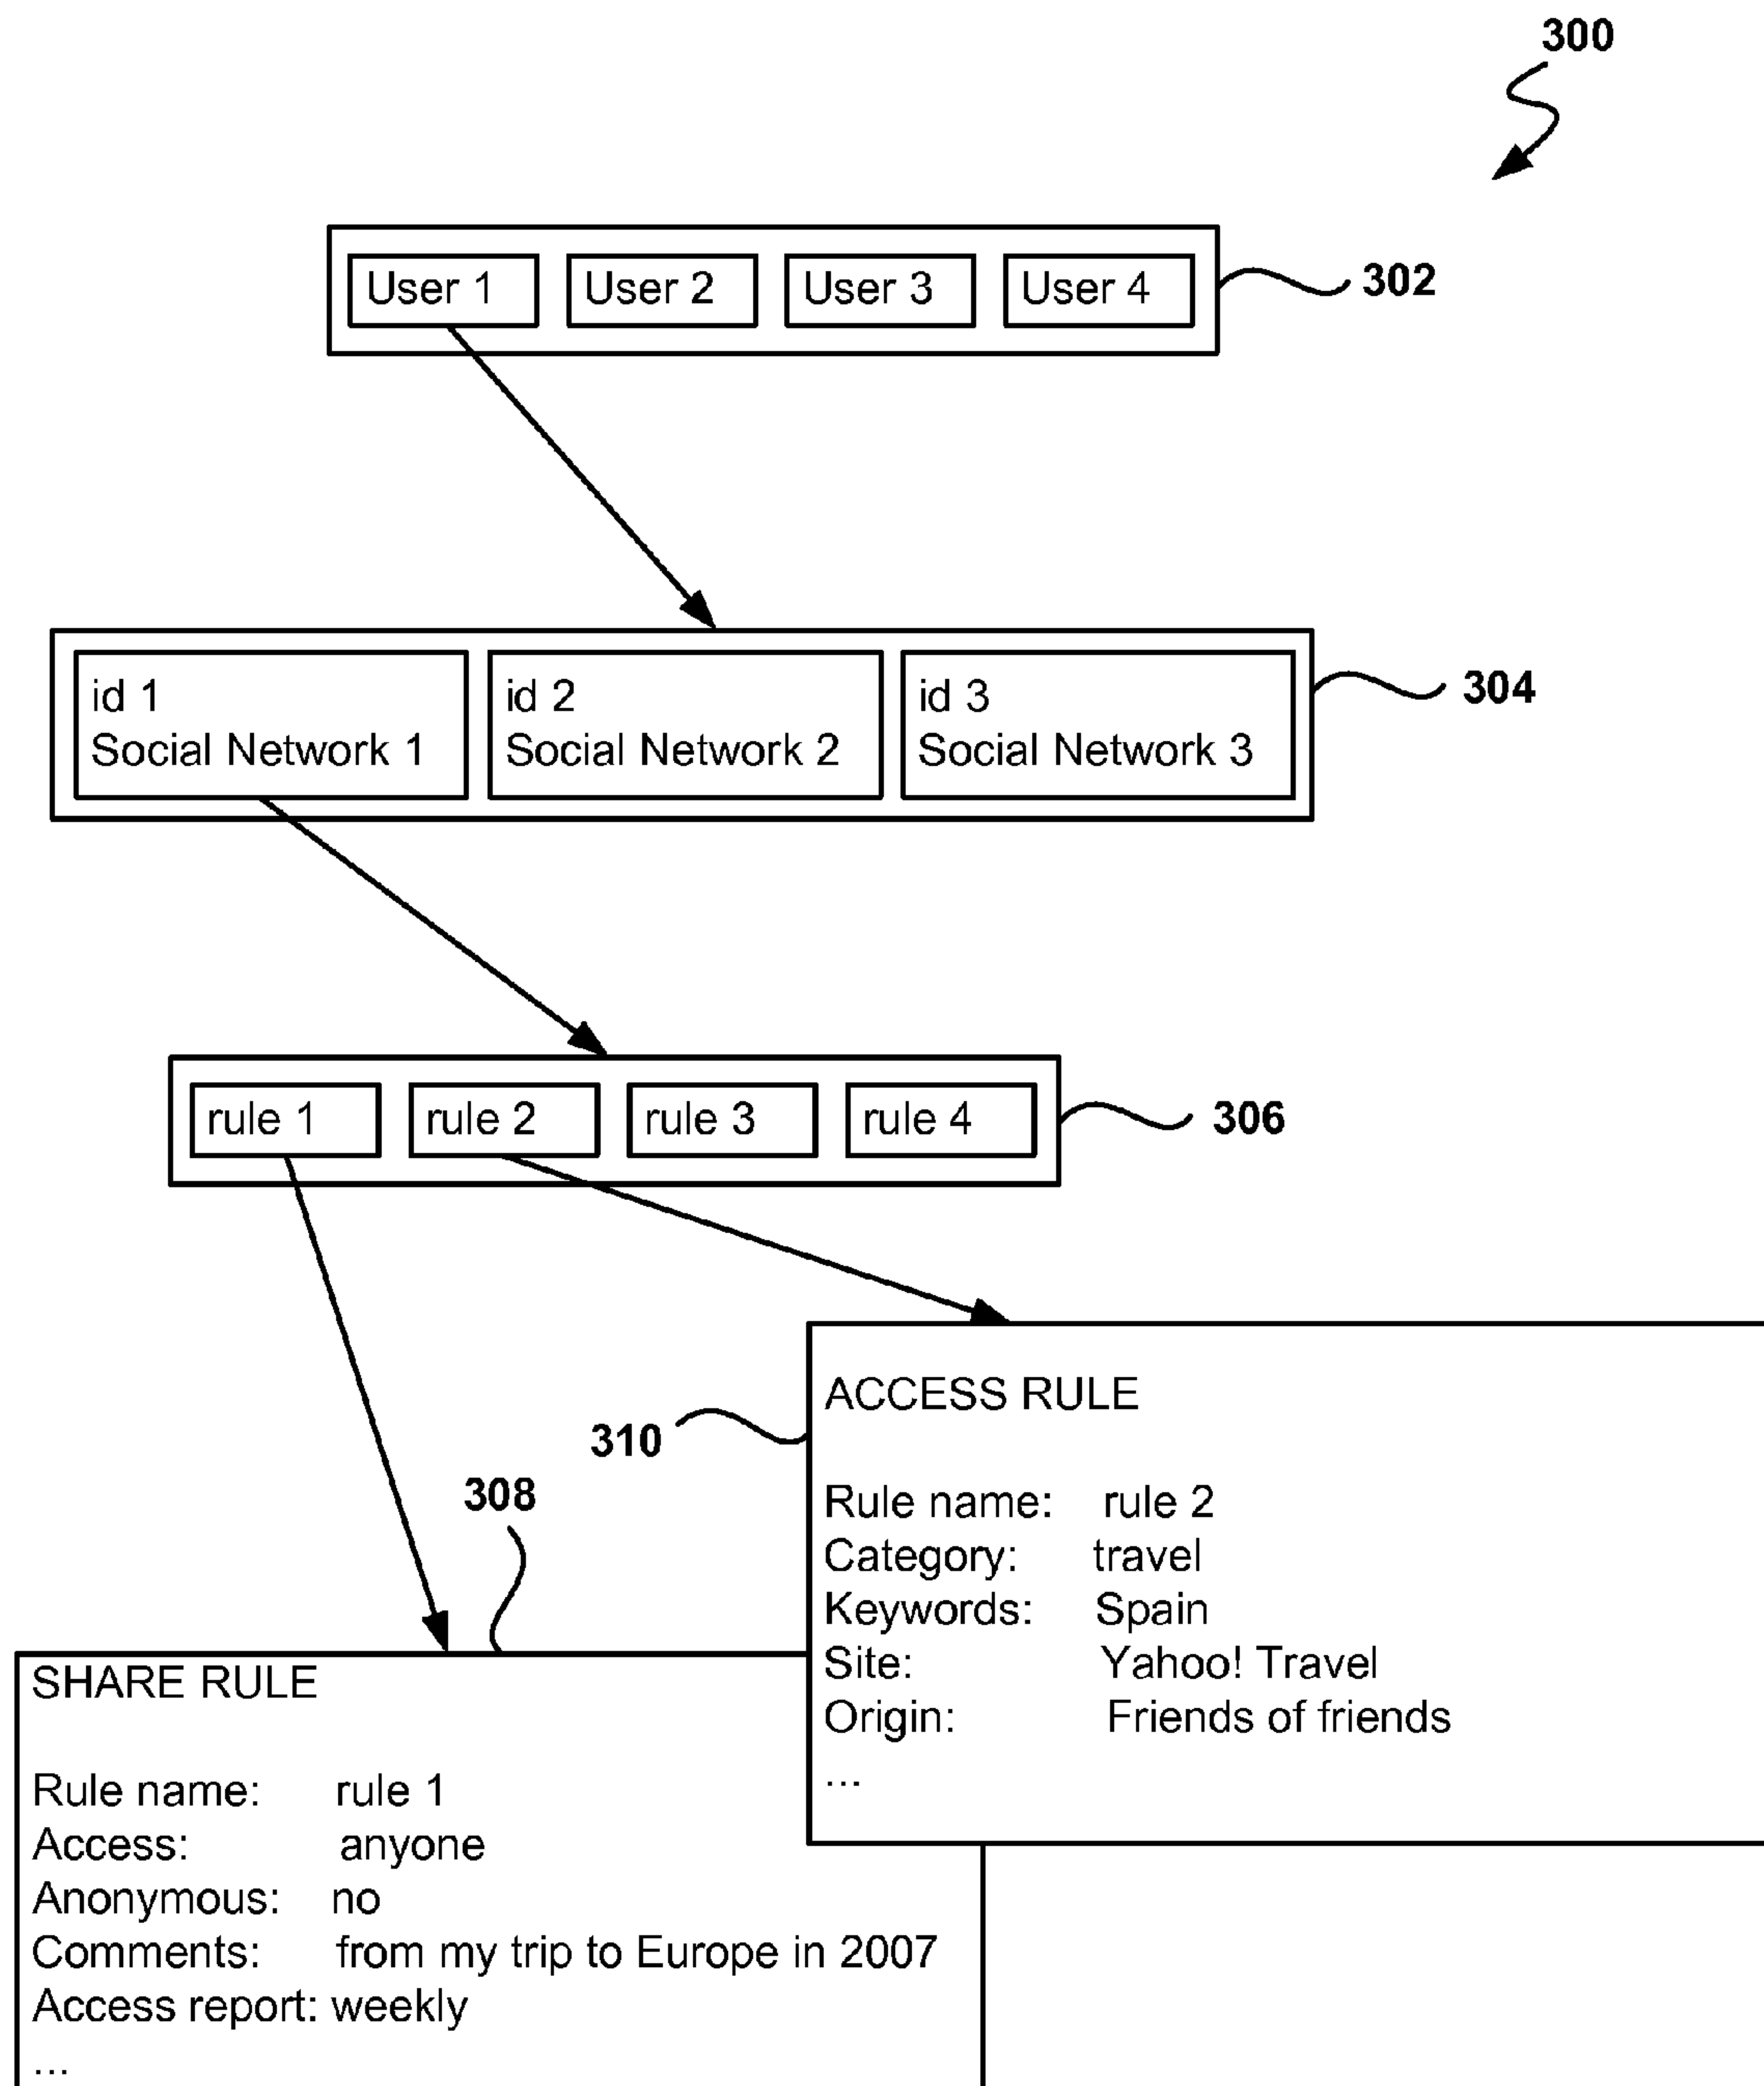 300
User 1 User 2 User 3 User 4 302
id 1 id 2 id 3
Social Network 1 Social Network 2 Social Network 3 304
rule 1 rule 2 rule 3 rule 4 306
310
ACCESS RULE
Rule name: rule 2
Category: travel
Keywords: Spain
Site: Yahoo! Travel
Origin: Friends of friends
...
308
SHARE RULE
Rule name: rule 1
Access: anyone
Anonymous: no
Comments: from my trip to Europe in 2007
Access report: weekly
...